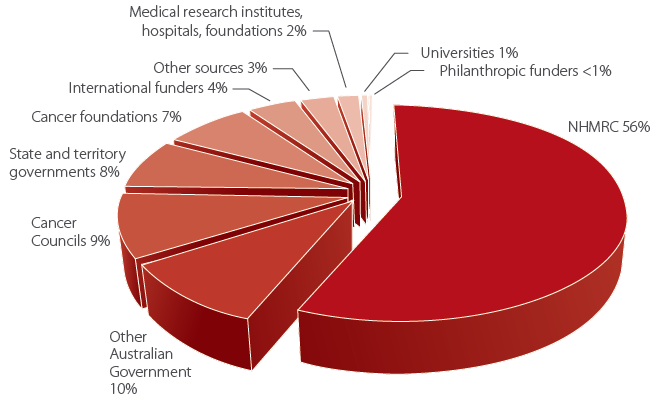 Medical research institutes,
hospitals, foundations 2%
Universities 1%
Other sources 3%
Philanthropic funders <1%
International funders 4%
Cancer foundations 7%
NHMRC 56%
State and territory
governments 8%
Cancer
Councils 9%
Other
Australian
Government
10%